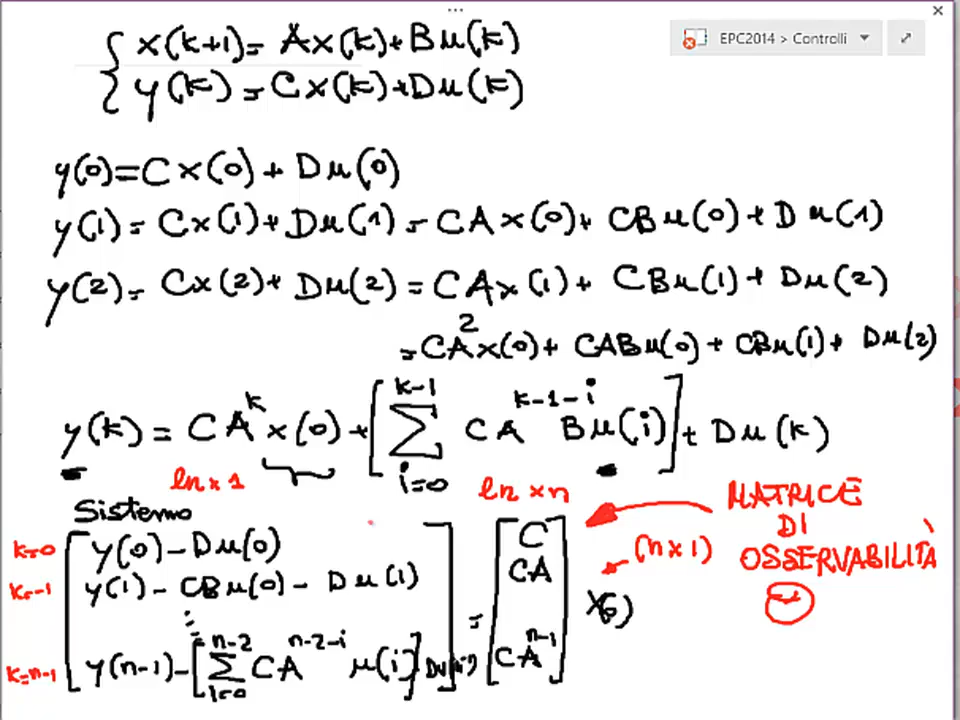 x(k+1)= Ax(k)+Bu(k)
EPC2014 > Controlli
y(k)=Cx(k)+Du(k)
y(0)=Cx(0)+Du(0)
y(1)=Cx(1)+Du(1)=CAx(0)+CBu(0)+Du(1)
y(2)=Cx(2)+Du(2)=CAx(1)+CBu(1)+Du(2)
=CA²x(0)+CABu(0)+CBu(1)+Du(2)
y(k)=CA^k x(0)+[∑_{i=0}^{k-1} CA^{k-1-i} Bu(i)]+Du(k)
ln×1
ln×n
MATRICE
DI
OSSERVABILITÀ
(n×1)
Sistema
k=0 [y(0)-Du(0)
k=1 y(1)-CBu(0)-Du(1)
⋮
k=n-1 y(n-1)-[∑_{i=0}^{n-2} CA^{n-2-i} u(i)]
= [C
CA
CA^{n-1}] x(0)